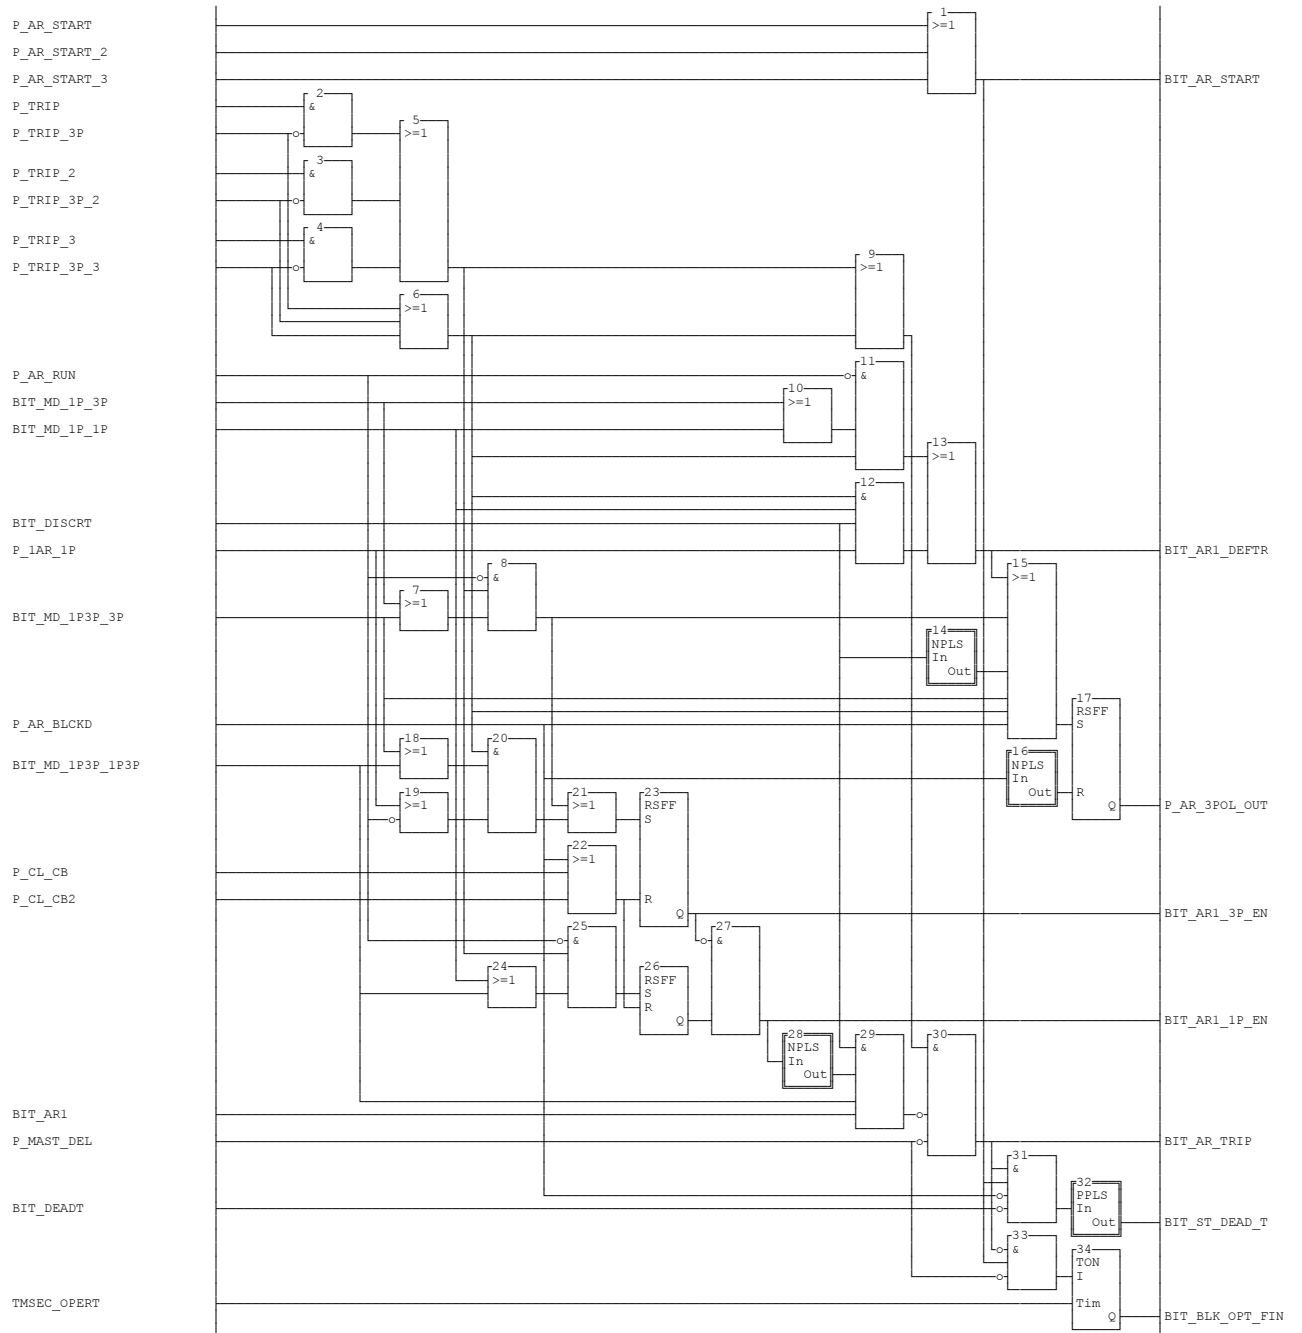 1
P_AR_START >=1
P_AR_START_2
P_AR_START_3 BIT_AR_START
2
P_TRIP &
5
P_TRIP_3P >=1
3
P_TRIP_2 &
P_TRIP_3P_2
4
P_TRIP_3 &
9
P_TRIP_3P_3 >=1
6
>=1
11
P_AR_RUN &
10
BIT_MD_1P_3P >=1
BIT_MD_1P_1P
13
>=1
12
&
BIT_DISCRT
P_1AR_1P BIT_AR1_DEFTR
8 15
& >=1
7
>=1
BIT_MD_1P3P_3P
14
NPLS
In
Out
17
RSFF
P_AR_BLCKD S
18 20
>=1 & 16
BIT_MD_1P3P_1P3P NPLS
In
19 21 23 Out R
>=1 >=1 RSFF Q P_AR_3POL_OUT
S
22
>=1
P_CL_CB
P_CL_CB2 R
Q BIT_AR1_3P_EN
25 27
& &
24 26
>=1 RSFF
S
R
Q BIT_AR1_1P_EN
28 29 30
NPLS & &
In
Out
BIT_AR1
P_MAST_DEL BIT_AR_TRIP
31
&
32
PPLS
BIT_DEADT In
Out BIT_ST_DEAD_T
33
& 34
TON
I
TMSEC_OPERT Tim
Q BIT_BLK_OPT_FIN